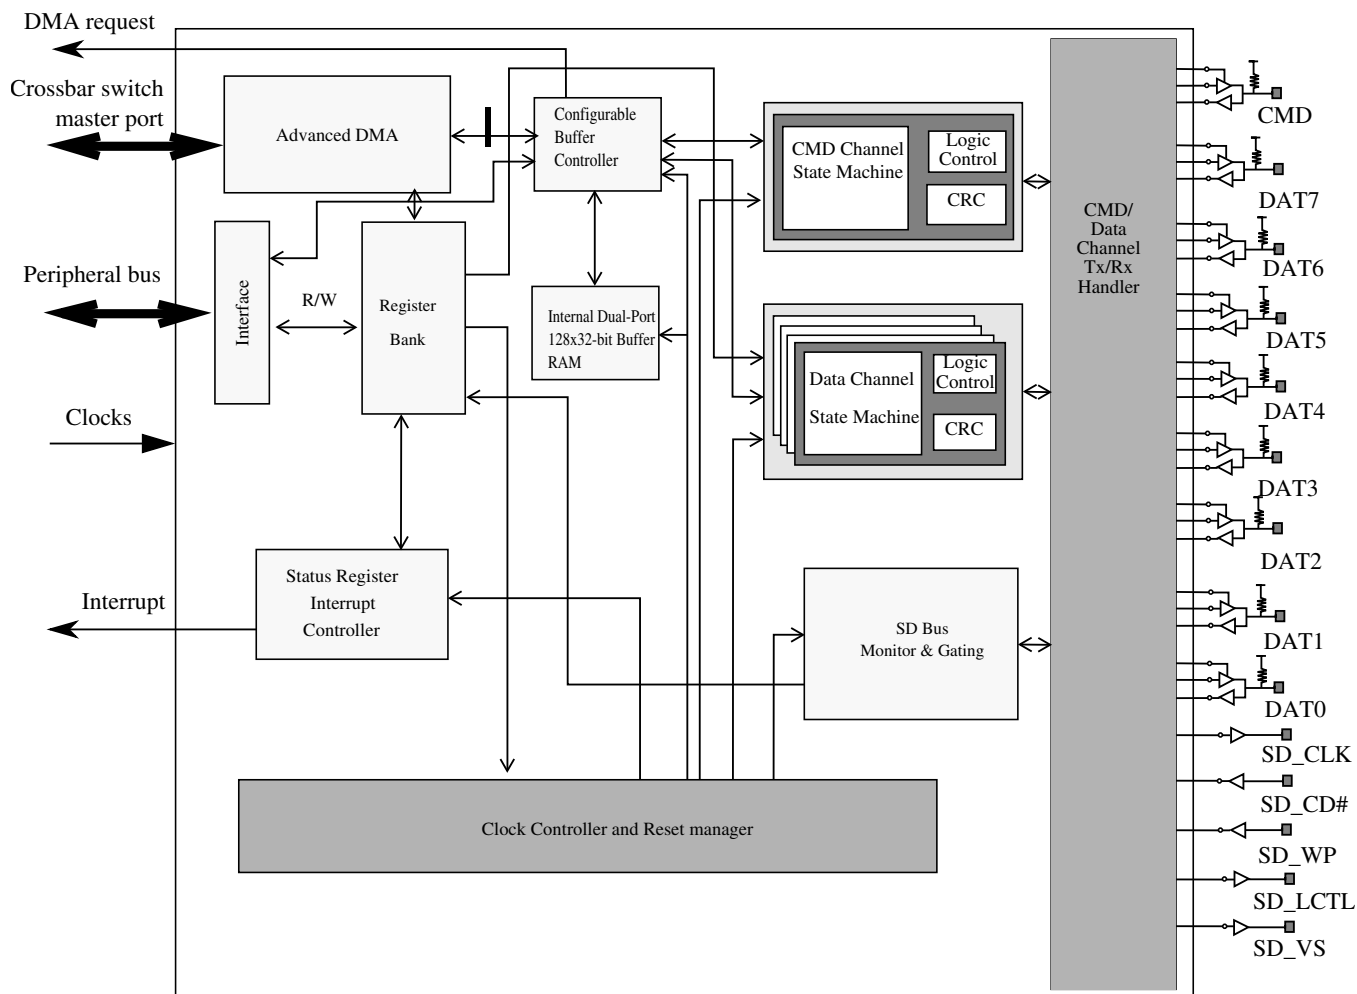 DMA request
Crossbar switch
master port
Peripheral bus
Clocks
Interrupt
Advanced DMA
Configurable
Buffer
Controller
Interface
R/W
Register
Bank
Internal Dual-Port
128x32-bit Buffer
RAM
Status Register
Interrupt
Controller
CMD Channel
State Machine
Logic
Control
CRC
Data Channel
State Machine
Logic
Control
CRC
SD Bus
Monitor & Gating
Clock Controller and Reset manager
CMD/
Data
Channel
Tx/Rx
Handler
CMD
DAT7
DAT6
DAT5
DAT4
DAT3
DAT2
DAT1
DAT0
SD_CLK
SD_CD#
SD_WP
SD_LCTL
SD_VS